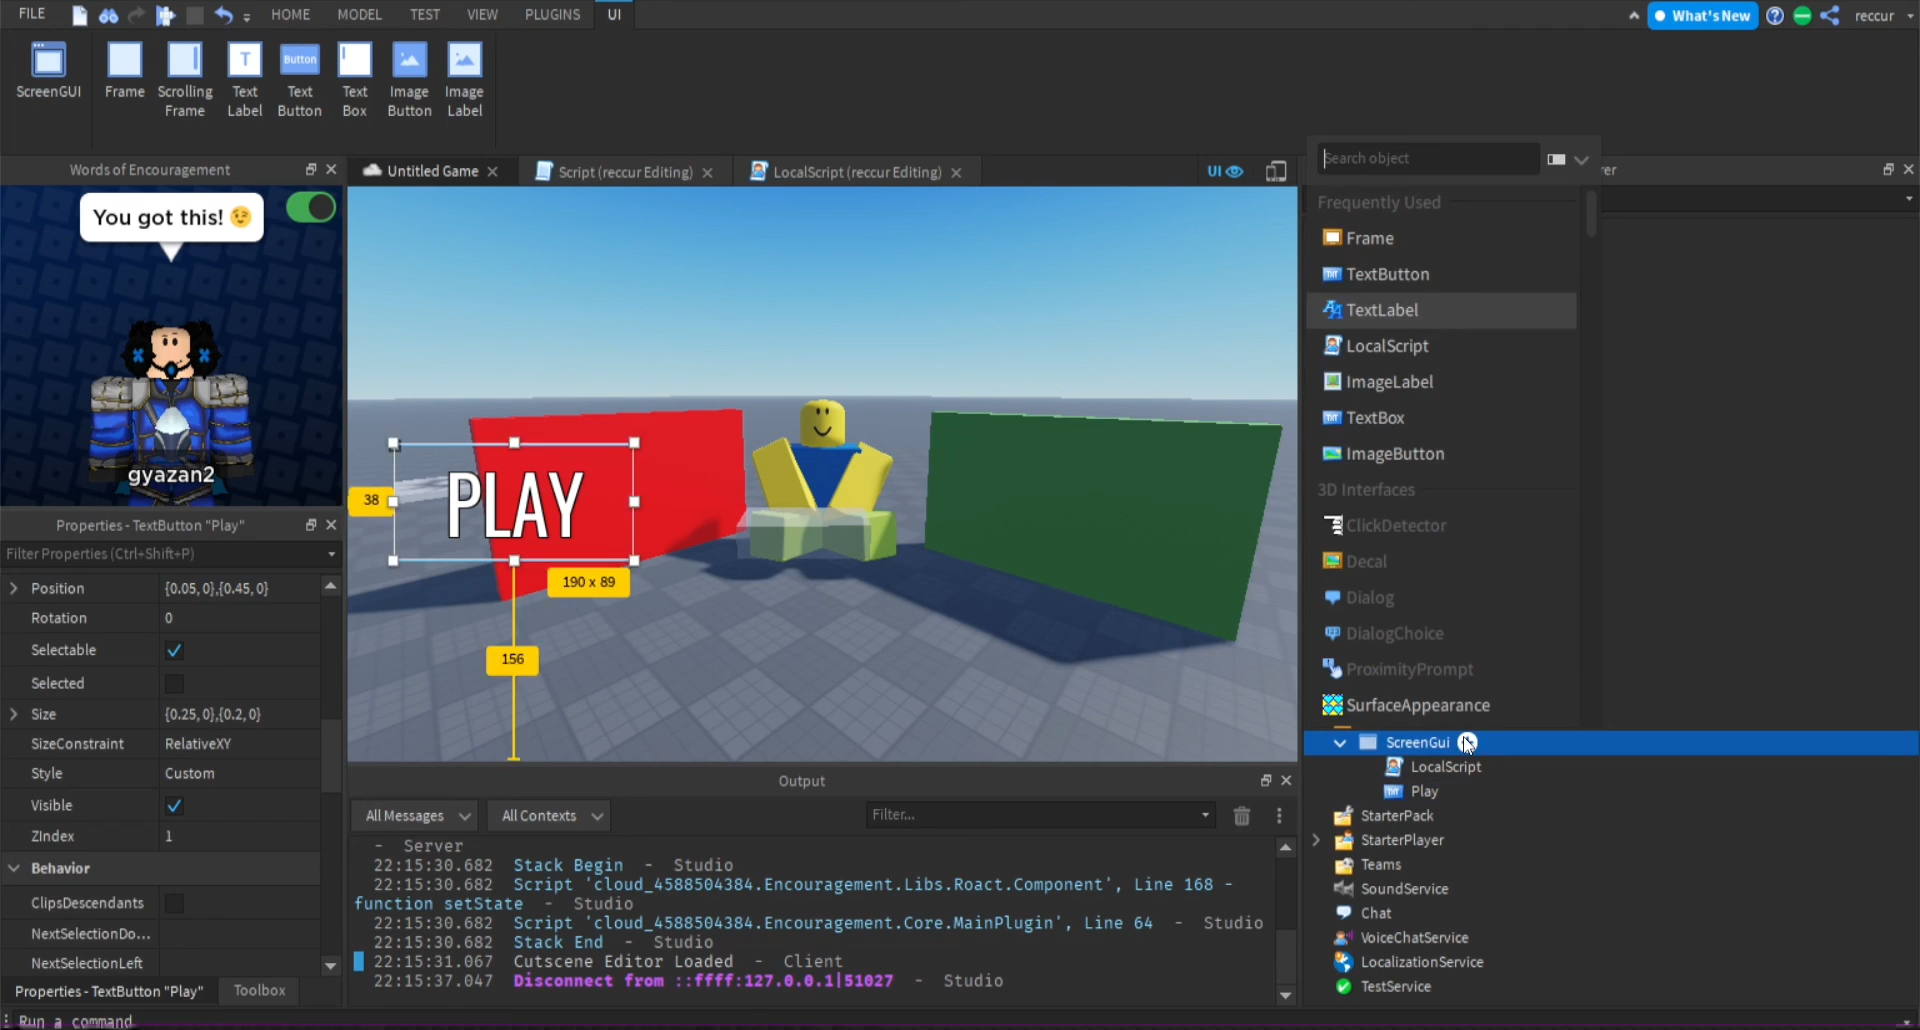 FILE HOME MODEL TEST VIEW PLUGINS UI
What's New
reccur
ScreenGUI
Frame
Scrolling
Frame
T
Text
Label
Button
Text
Button
Text
Box
Image
Button
Image
Label
Words of Encouragement
You got this! 😉
gyazan2
Properties - TextButton "Play"
Filter Properties (Ctrl+Shift+P)
Position {0.05, 0},{0.45, 0}
Rotation 0
Selectable
Selected
Size {0.25, 0},{0.2, 0}
SizeConstraint RelativeXY
Style Custom
Visible
ZIndex 1
Behavior
ClipsDescendants
NextSelectionDo...
NextSelectionLeft
Properties - TextButton "Play" Toolbox
Run a command
Untitled Game
Script (reccur Editing)
LocalScript (reccur Editing)
UI
PLAY
38
190 x 89
156
Output
All Messages All Contexts Filter...
- Server
22:15:30.682 Stack Begin - Studio
22:15:30.682 Script 'cloud_4588504384.Encouragement.Libs.Roact.Component', Line 168 -
function setState - Studio
22:15:30.682 Script 'cloud_4588504384.Encouragement.Core.MainPlugin', Line 64 - Studio
22:15:30.682 Stack End - Studio
22:15:31.067 Cutscene Editor Loaded - Client
22:15:37.047 Disconnect from ::ffff:127.0.0.1|51027 - Studio
Search object
rer
Frequently Used
Frame
TextButton
TextLabel
LocalScript
ImageLabel
TextBox
ImageButton
3D Interfaces
ClickDetector
Decal
Dialog
DialogChoice
ProximityPrompt
SurfaceAppearance
ScreenGui
LocalScript
Play
StarterPack
StarterPlayer
Teams
SoundService
Chat
VoiceChatService
LocalizationService
TestService